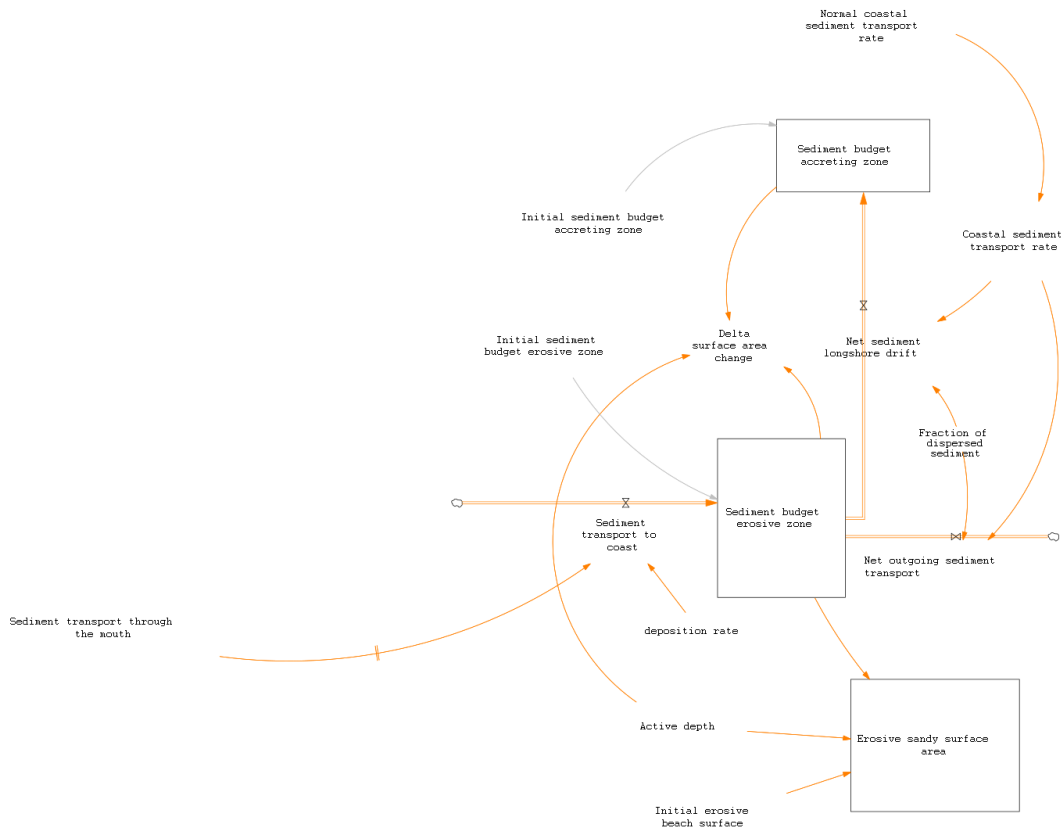 Normal coastal
sediment transport
rate
Sediment budget
accreting zone
Initial sediment budget
accreting zone
Coastal sediment
transport rate
Delta
surface area
change
Initial sediment
budget erosive zone
Net sediment
longshore drift
Fraction of
dispersed
sediment
Sediment budget
erosive zone
Sediment
transport to
coast
Net outgoing sediment
transport
Sediment transport through
the mouth
deposition rate
Active depth
Erosive sandy surface
area
Initial erosive
beach surface